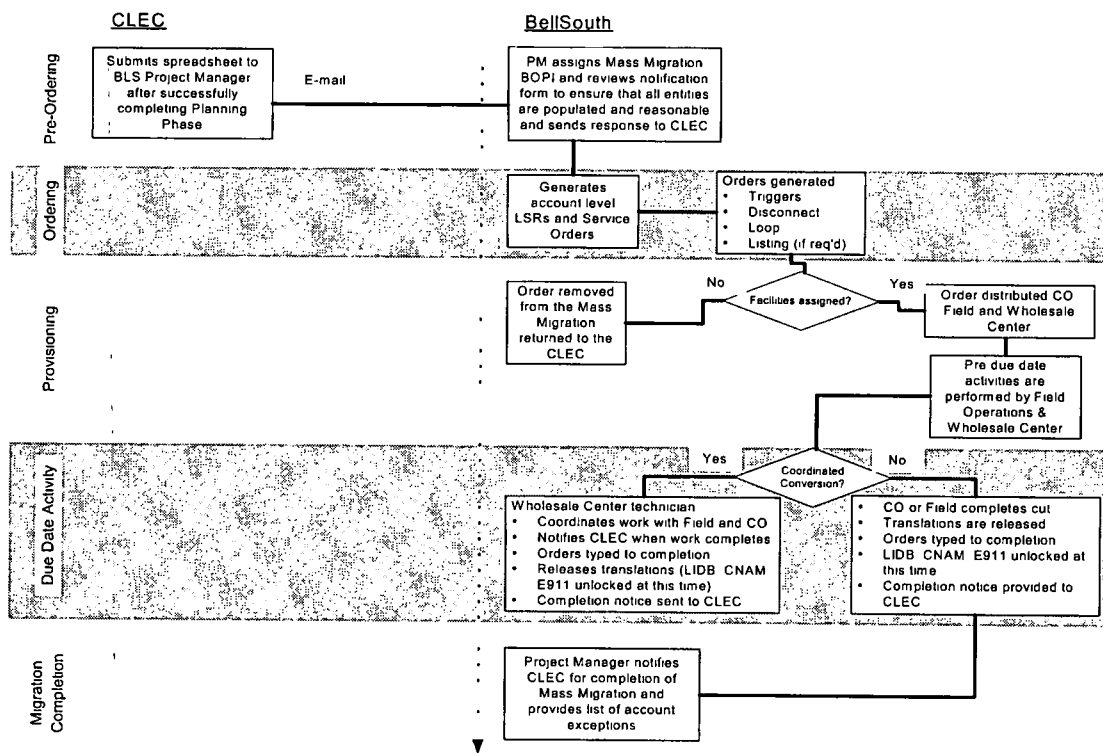 CLEC
BellSouth
Pre-Ordering
Submits spreadsheet to
BLS Project Manager
after successfully
completing Planning
Phase
E-mail
PM assigns Mass Migration
BOPI and reviews notification
form to ensure that all entities
are populated and reasonable
and sends response to CLEC
Ordering
Generates
account level
LSRs and Service
Orders
Orders generated
• Triggers
• Disconnect
• Loop
• Listing (if req'd)
Provisioning
No
Facilities assigned?
Yes
Order removed
from the Mass
Migration
returned to the
CLEC
Order distributed CO
Field and Wholesale
Center
Pre due date
activities are
performed by Field
Operations &
Wholesale Center
Due Date Activity
Yes
Coordinated
Conversion?
No
Wholesale Center technician
• Coordinates work with Field and CO
• Notifies CLEC when work completes
• Orders typed to completion
• Releases translations (LIDB CNAM
E911 unlocked at this time)
• Completion notice sent to CLEC
• CO or Field completes cut
• Translations are released
• Orders typed to completion
• LIDB CNAM E911 unlocked at
this time
• Completion notice provided to
CLEC
Migration
Completion
Project Manager notifies
CLEC for completion of
Mass Migration and
provides list of account
exceptions